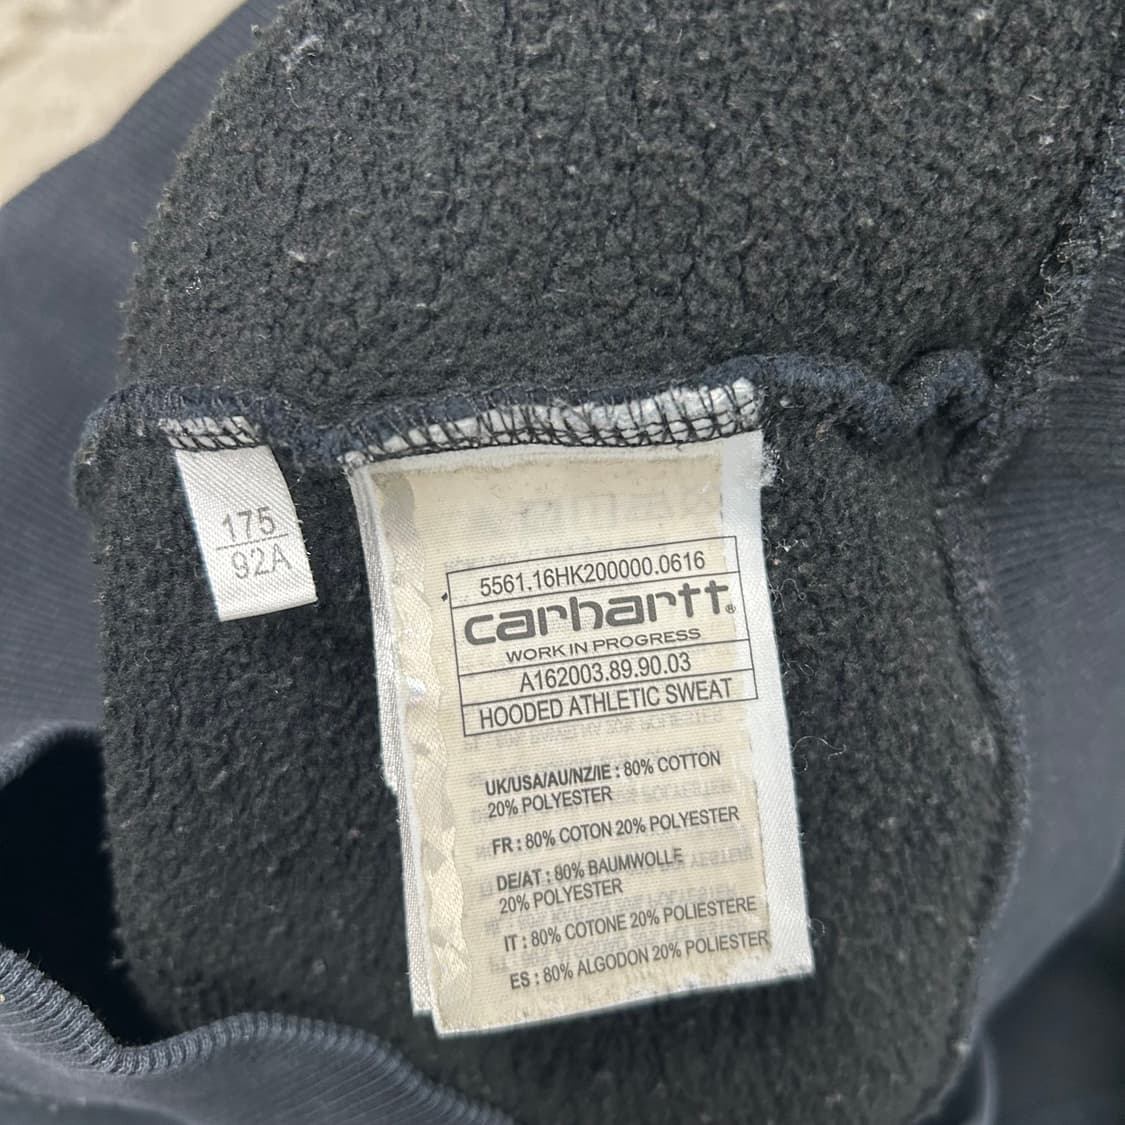 175
92A
5561.16HK200000.0616
carhartt®
WORK IN PROGRESS
A162003.89.90.03
HOODED ATHLETIC SWEAT
UK/USA/AU/NZ/IE : 80% COTTON
20% POLYESTER
FR : 80% COTON 20% POLYESTER
DE/AT : 80% BAUMWOLLE
20% POLYESTER
IT : 80% COTONE 20% POLIESTERE
ES : 80% ALGODON 20% POLIESTER